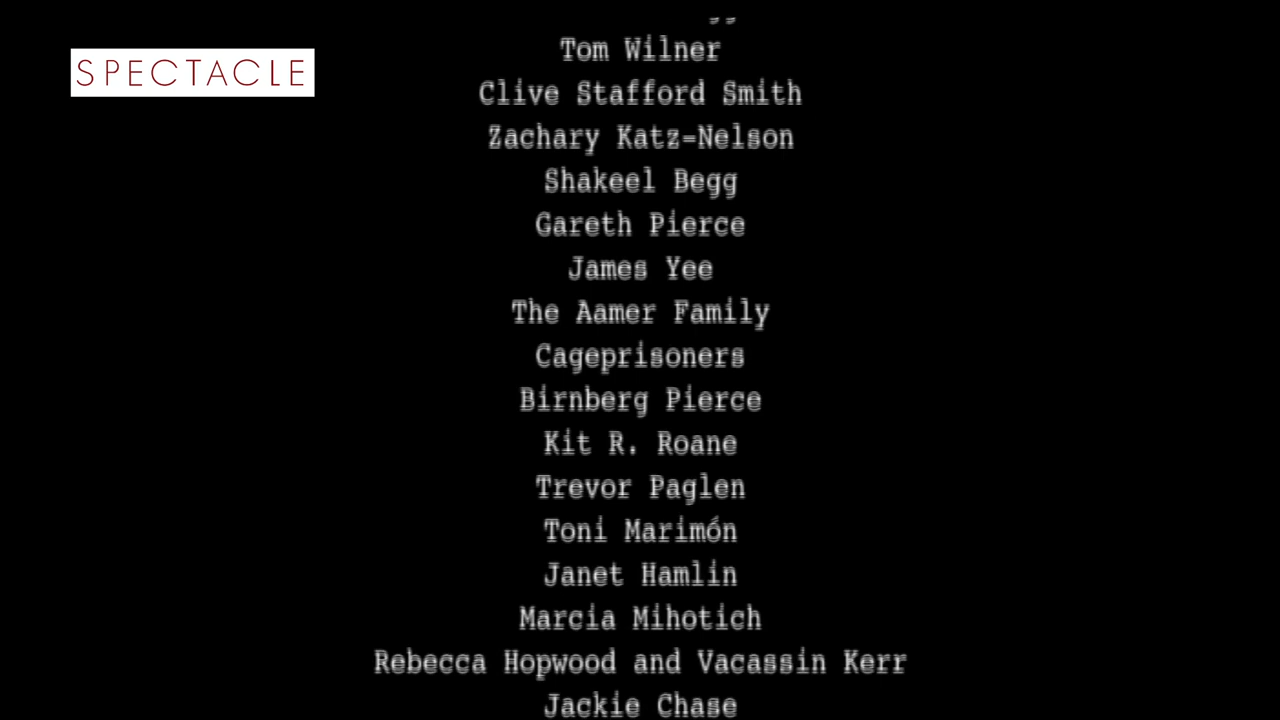 SPECTACLE
Tom Wilner
Clive Stafford Smith
Zachary Katz-Nelson
Shakeel Begg
Gareth Pierce
James Yee
The Aamer Family
Cageprisoners
Birnberg Pierce
Kit R. Roane
Trevor Paglen
Toni Marimón
Janet Hamlin
Marcia Mihotich
Rebecca Hopwood and Vacassin Kerr
Jackie Chase